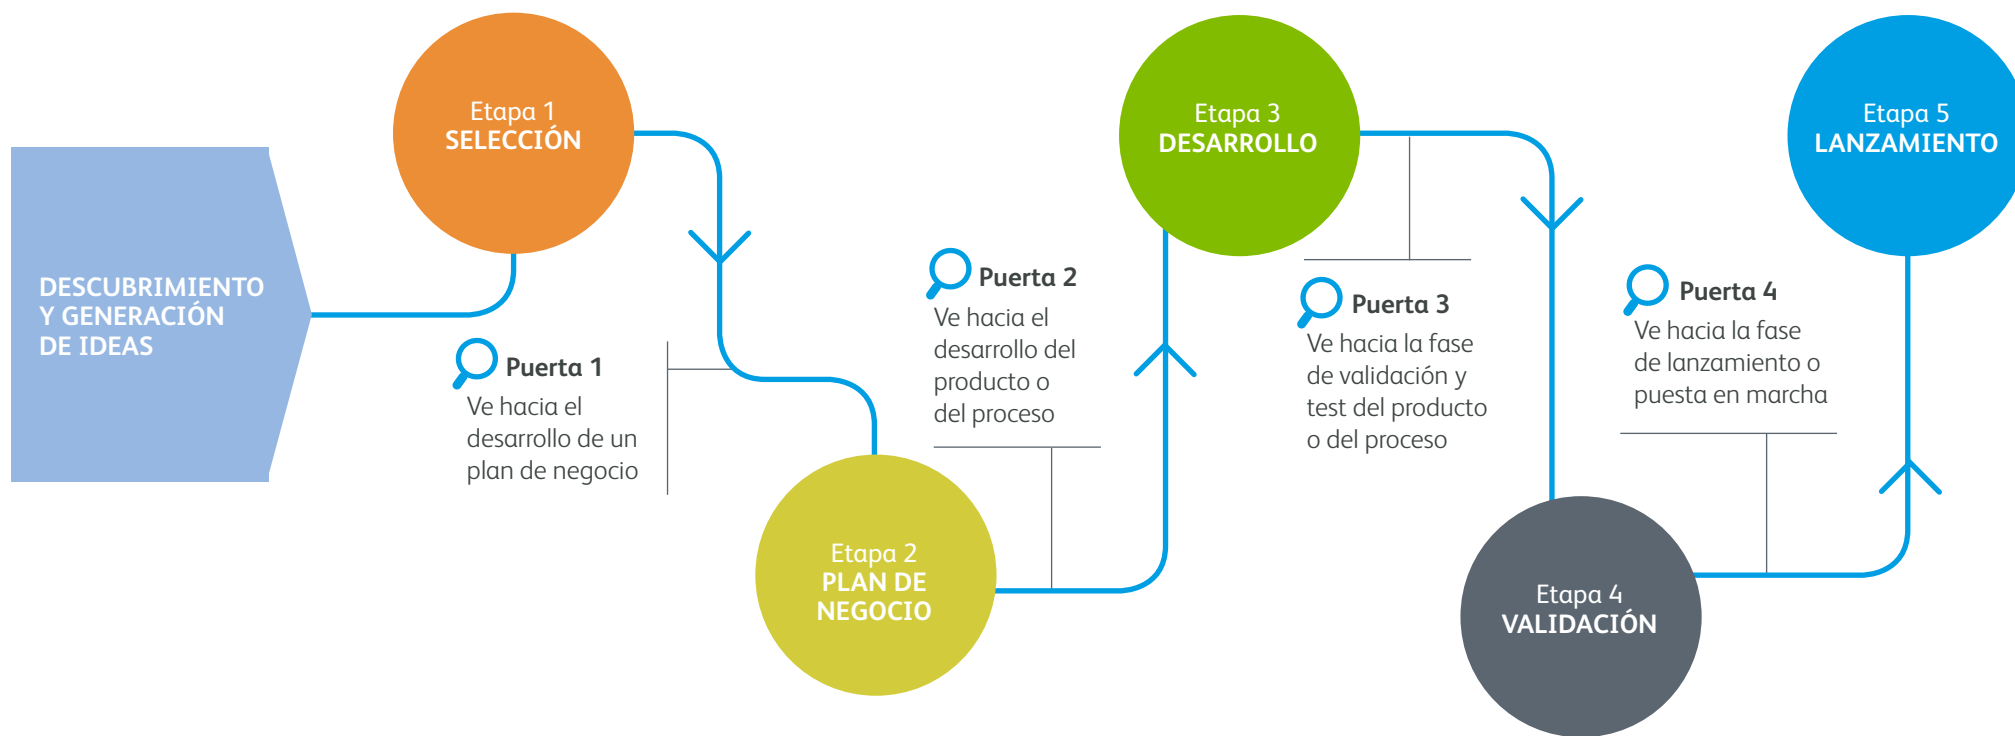 DESCUBRIMIENTO
Y GENERACIÓN
DE IDEAS
Etapa 1
SELECCIÓN
Puerta 1
Ve hacia el
desarrollo de un
plan de negocio
Etapa 2
PLAN DE
NEGOCIO
Puerta 2
Ve hacia el
desarrollo del
producto o
del proceso
Etapa 3
DESARROLLO
Puerta 3
Ve hacia la fase
de validación y
test del producto
o del proceso
Etapa 4
VALIDACIÓN
Puerta 4
Ve hacia la fase
de lanzamiento o
puesta en marcha
Etapa 5
LANZAMIENTO